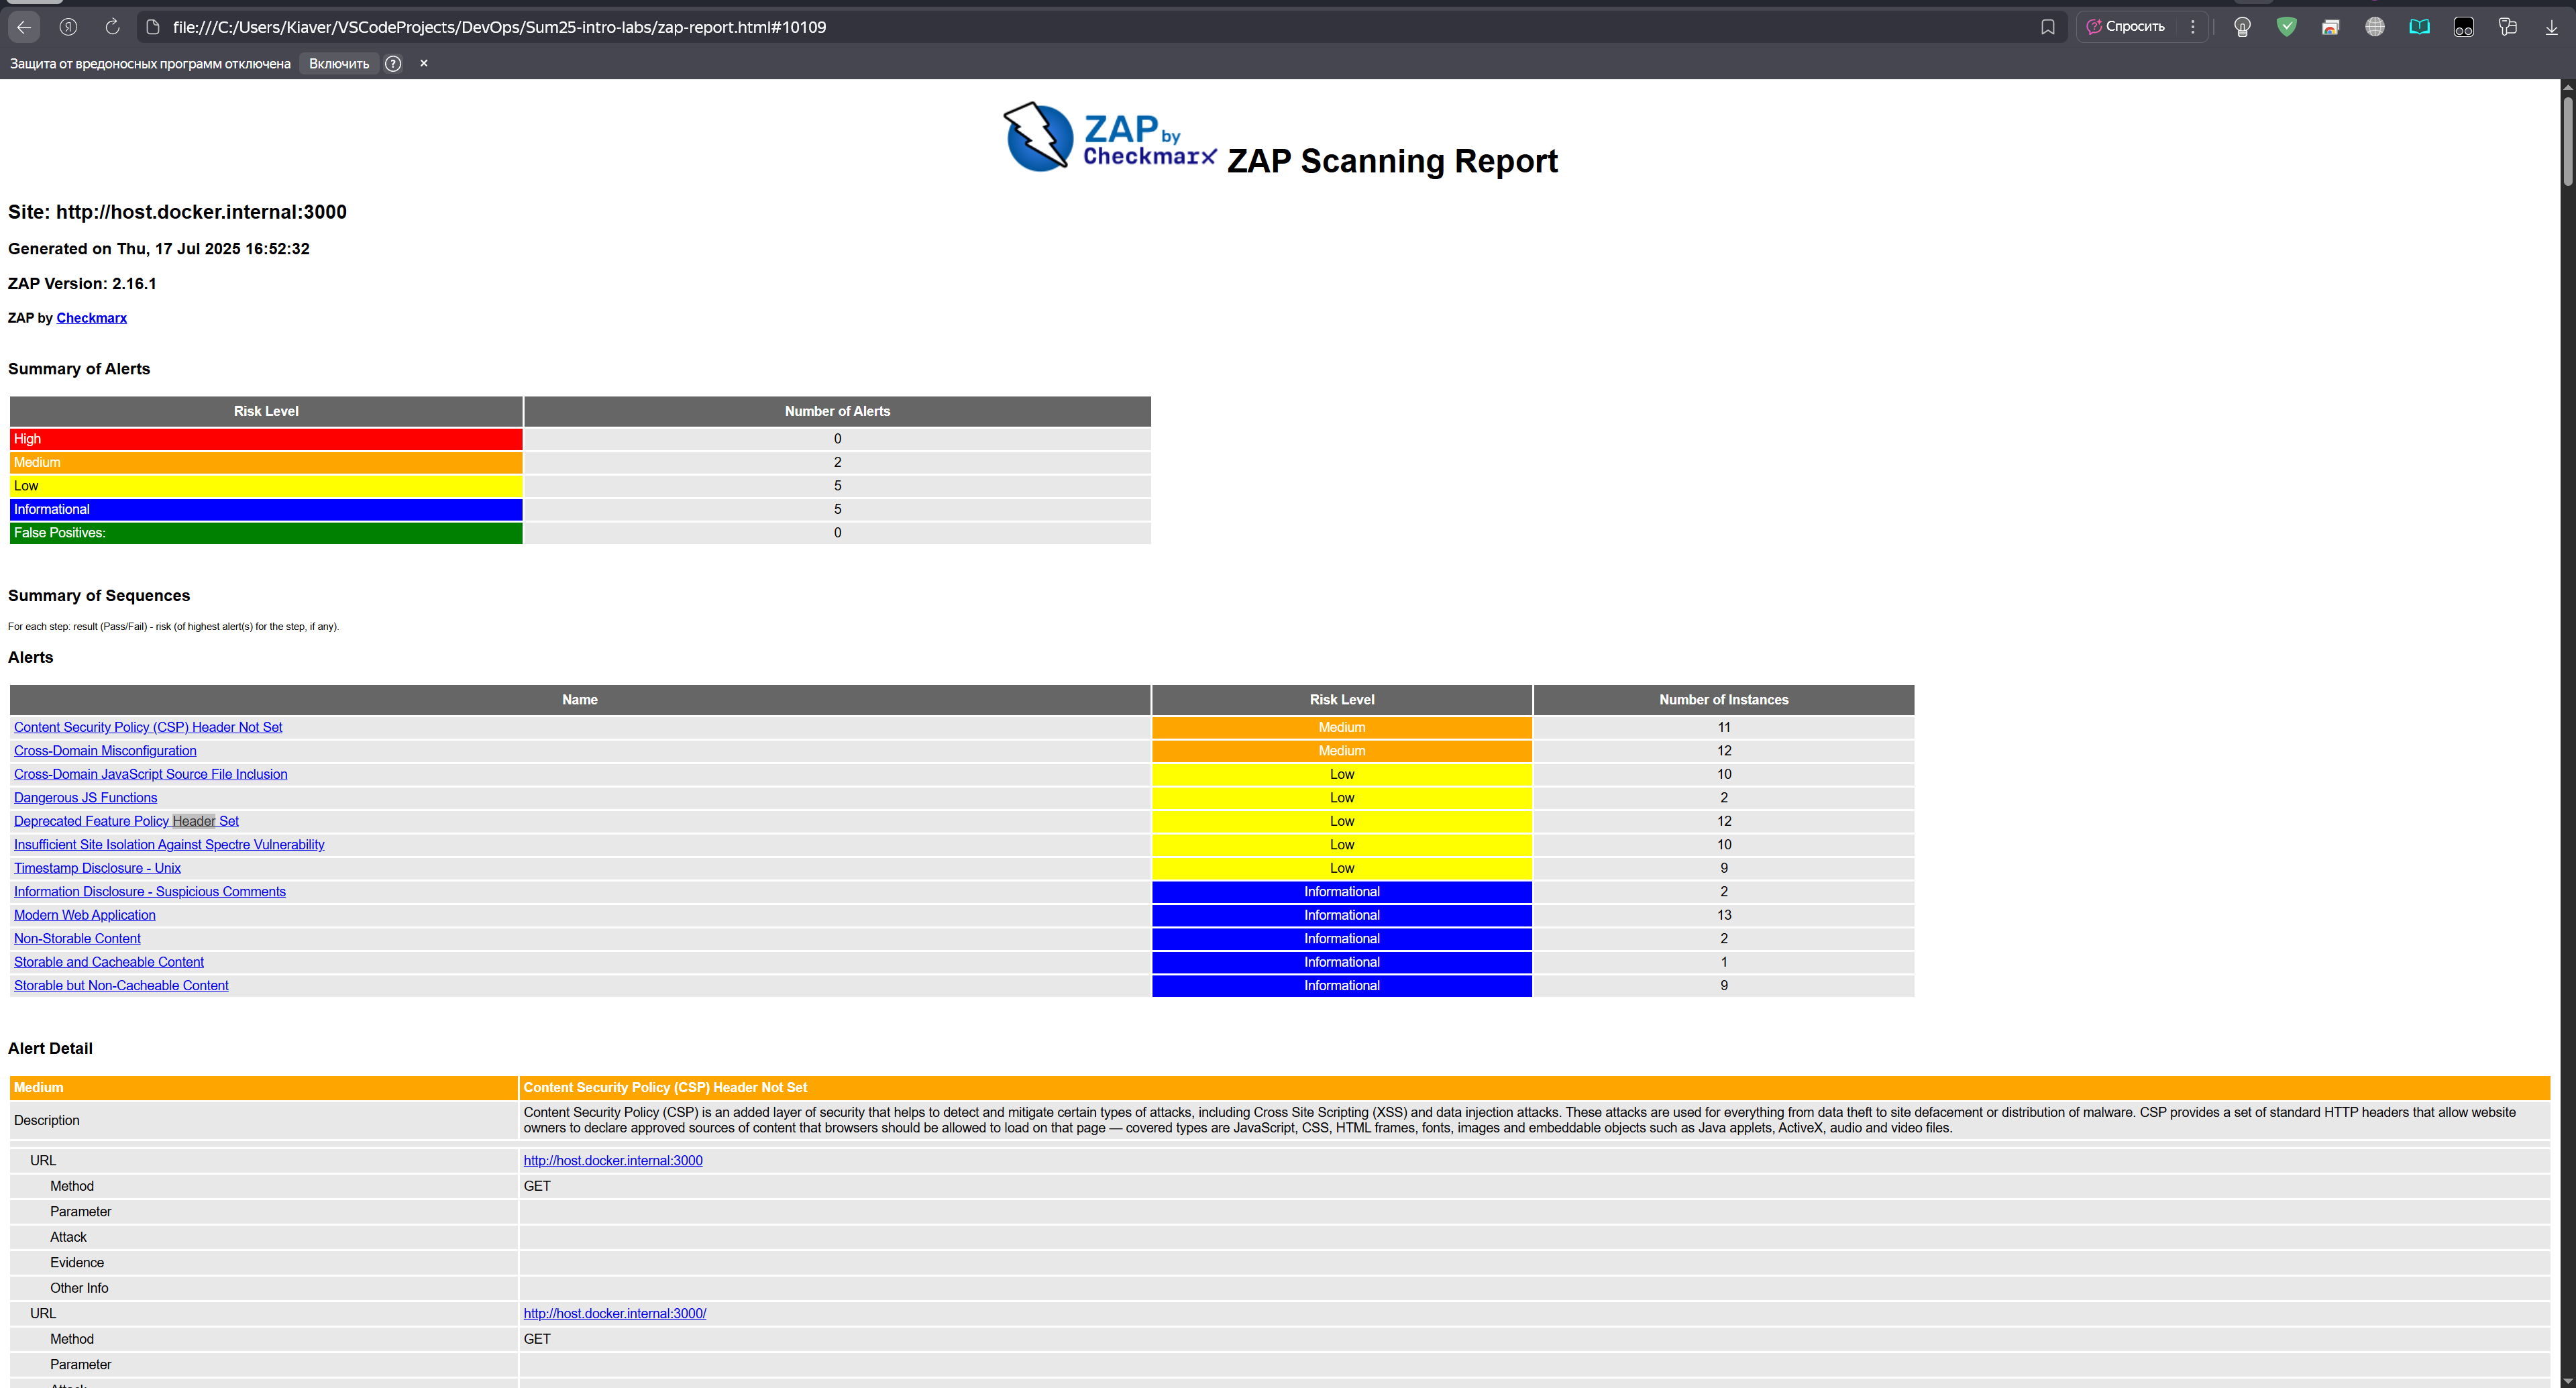 file:///C:/Users/Kiaver/VSCodeProjects/DevOps/Sum25-intro-labs/zap-report.html#10109
Спросить
Защита от вредоносных программ отключена Включить ? ×
ZAP by Checkmarx ZAP Scanning Report
Site: http://host.docker.internal:3000
Generated on Thu, 17 Jul 2025 16:52:32
ZAP Version: 2.16.1
ZAP by Checkmarx
Summary of Alerts
Risk Level Number of Alerts
High 0
Medium 2
Low 5
Informational 5
False Positives: 0
Summary of Sequences
For each step: result (Pass/Fail) - risk (of highest alert(s) for the step, if any).
Alerts
Name Risk Level Number of Instances
Content Security Policy (CSP) Header Not Set Medium 11
Cross-Domain Misconfiguration Medium 12
Cross-Domain JavaScript Source File Inclusion Low 10
Dangerous JS Functions Low 2
Deprecated Feature Policy Header Set Low 12
Insufficient Site Isolation Against Spectre Vulnerability Low 10
Timestamp Disclosure - Unix Low 9
Information Disclosure - Suspicious Comments Informational 2
Modern Web Application Informational 13
Non-Storable Content Informational 2
Storable and Cacheable Content Informational 1
Storable but Non-Cacheable Content Informational 9
Alert Detail
Medium Content Security Policy (CSP) Header Not Set
Description Content Security Policy (CSP) is an added layer of security that helps to detect and mitigate certain types of attacks, including Cross Site Scripting (XSS) and data injection attacks. These attacks are used for everything from data theft to site defacement or distribution of malware. CSP provides a set of standard HTTP headers that allow website
owners to declare approved sources of content that browsers should be allowed to load on that page — covered types are JavaScript, CSS, HTML frames, fonts, images and embeddable objects such as Java applets, ActiveX, audio and video files.
URL http://host.docker.internal:3000
Method GET
Parameter
Attack
Evidence
Other Info
URL http://host.docker.internal:3000/
Method GET
Parameter